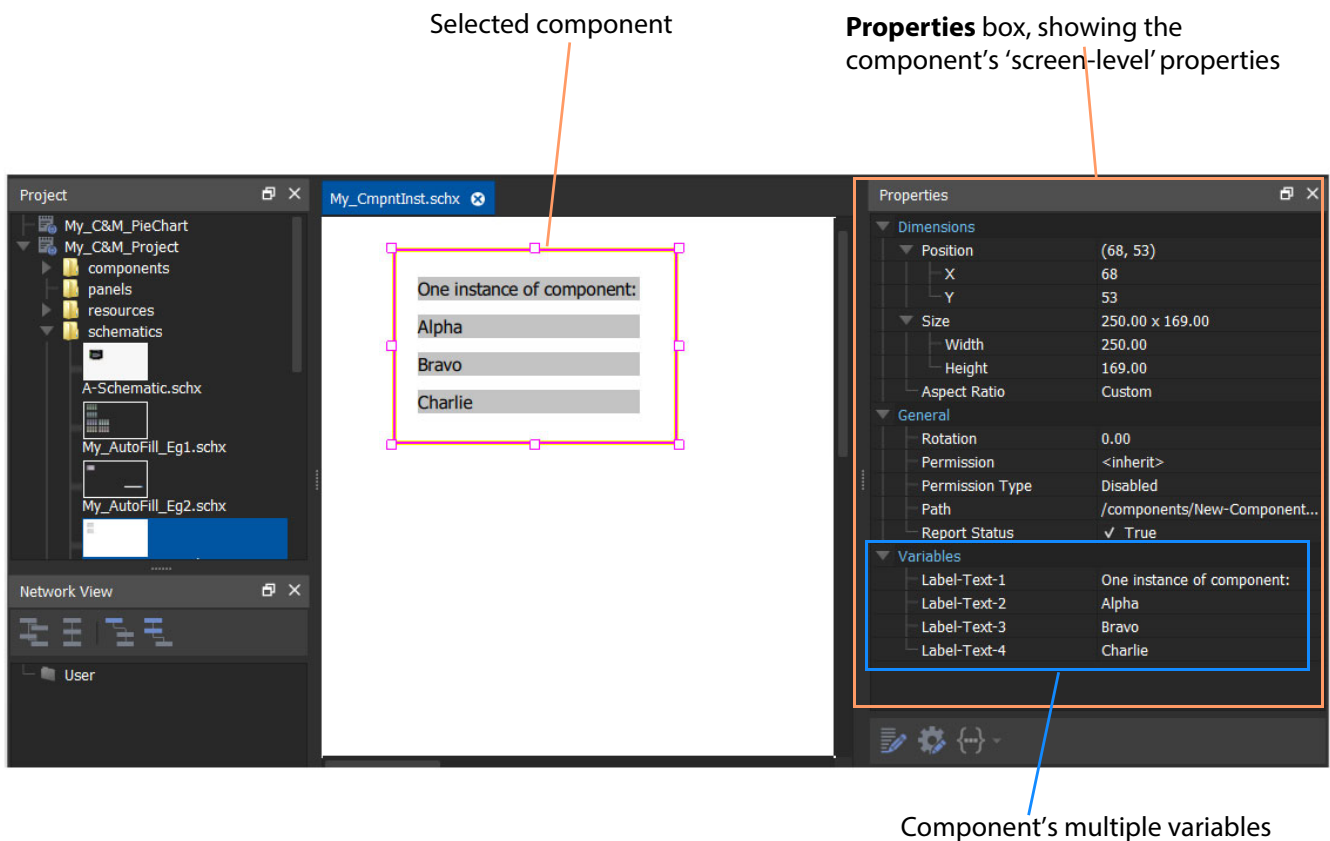 Selected component
Properties box, showing the
component's ‘screen-level’ properties
Project
My_C&M_PieChart
My_C&M_Project
components
panels
resources
schematics
A-Schematic.schx
My_AutoFill_Eg1.schx
My_AutoFill_Eg2.schx
Network View
User
My_CmpntInst.schx
One instance of component:
Alpha
Bravo
Charlie
Properties
Dimensions
Position (68, 53)
X 68
Y 53
Size 250.00 x 169.00
Width 250.00
Height 169.00
Aspect Ratio Custom
General
Rotation 0.00
Permission <inherit>
Permission Type Disabled
Path /components/New-Component...
Report Status ✓ True
Variables
Label-Text-1 One instance of component:
Label-Text-2 Alpha
Label-Text-3 Bravo
Label-Text-4 Charlie
Component's multiple variables